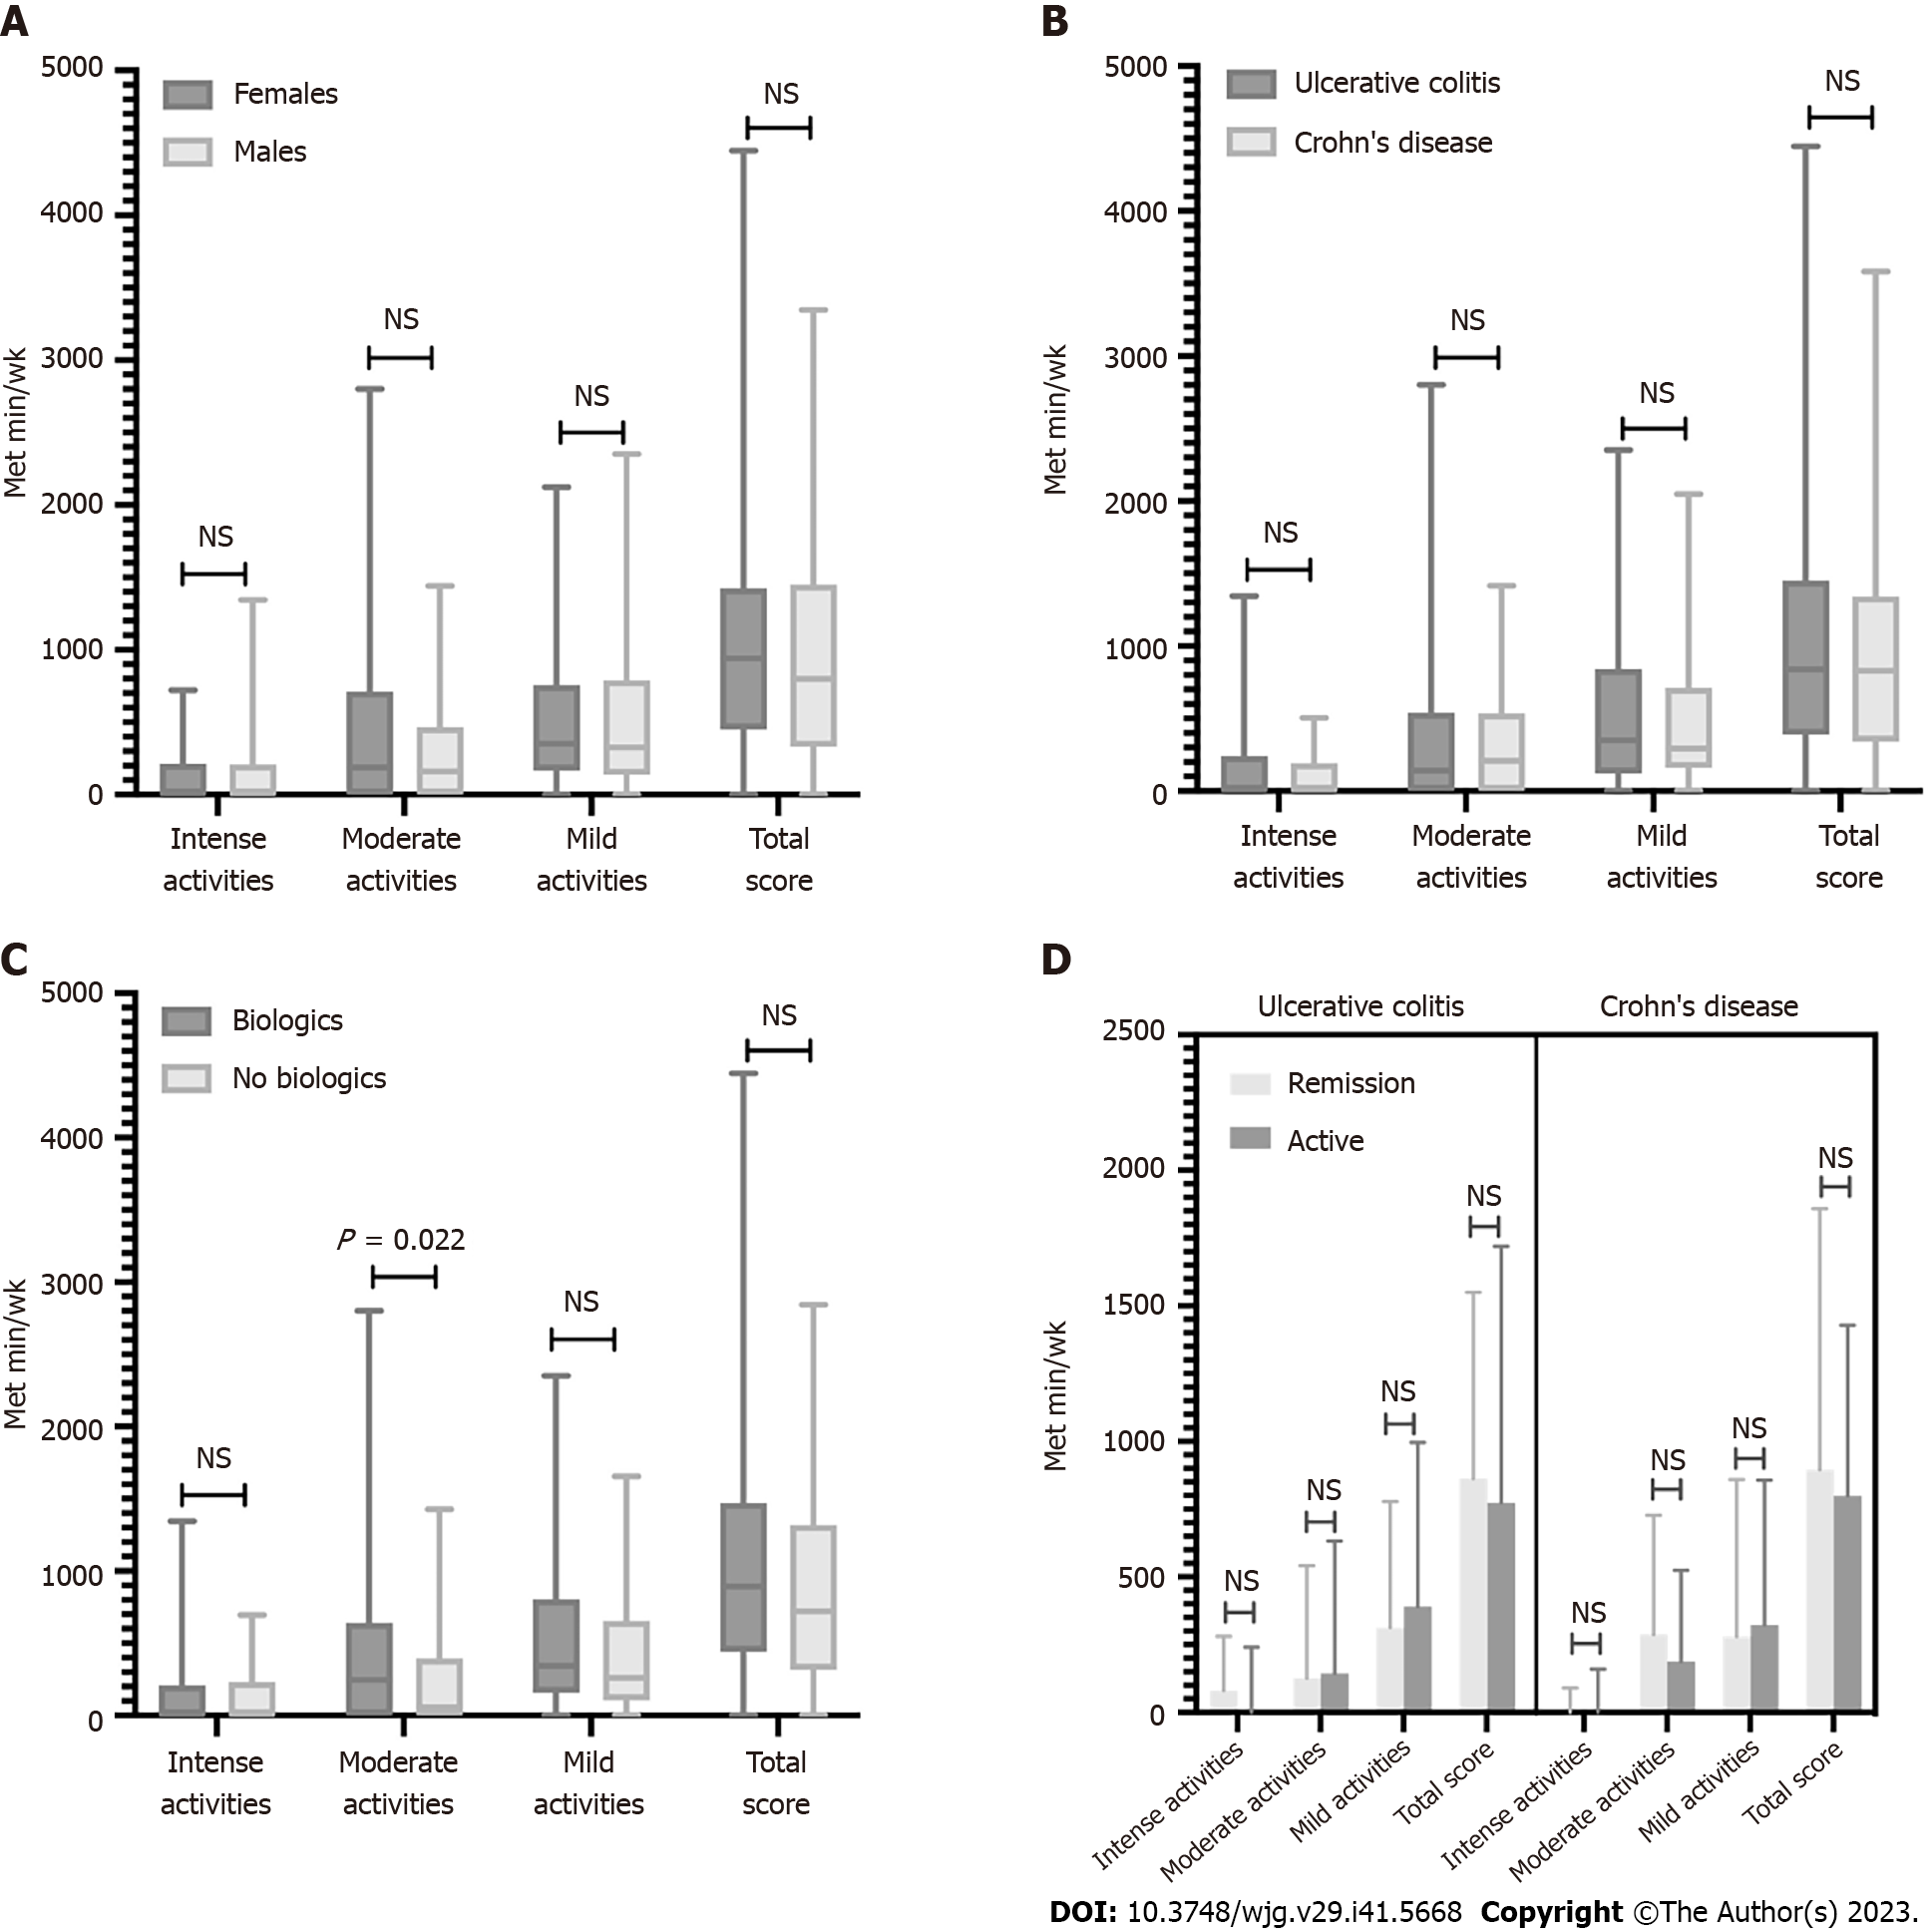 A
5000
4000
3000
2000
1000
0
Met min/wk
Females
Males
NS
NS
NS
NS
Intense activities
Moderate activities
Mild activities
Total score
B
5000
4000
3000
2000
1000
0
Met min/wk
Ulcerative colitis
Crohn's disease
NS
NS
NS
NS
Intense activities
Moderate activities
Mild activities
Total score
C
5000
4000
3000
2000
1000
0
Met min/wk
Biologics
No biologics
NS
P = 0.022
NS
NS
Intense activities
Moderate activities
Mild activities
Total score
D
Ulcerative colitis
Crohn's disease
2500
2000
1500
1000
500
0
Met min/wk
Remission
Active
NS
NS
NS
NS
NS
NS
NS
NS
Intense activities
Moderate activities
Mild activities
Total score
Intense activities
Moderate activities
Mild activities
Total score
DOI: 10.3748/wjg.v29.i41.5668 Copyright ©The Author(s) 2023.